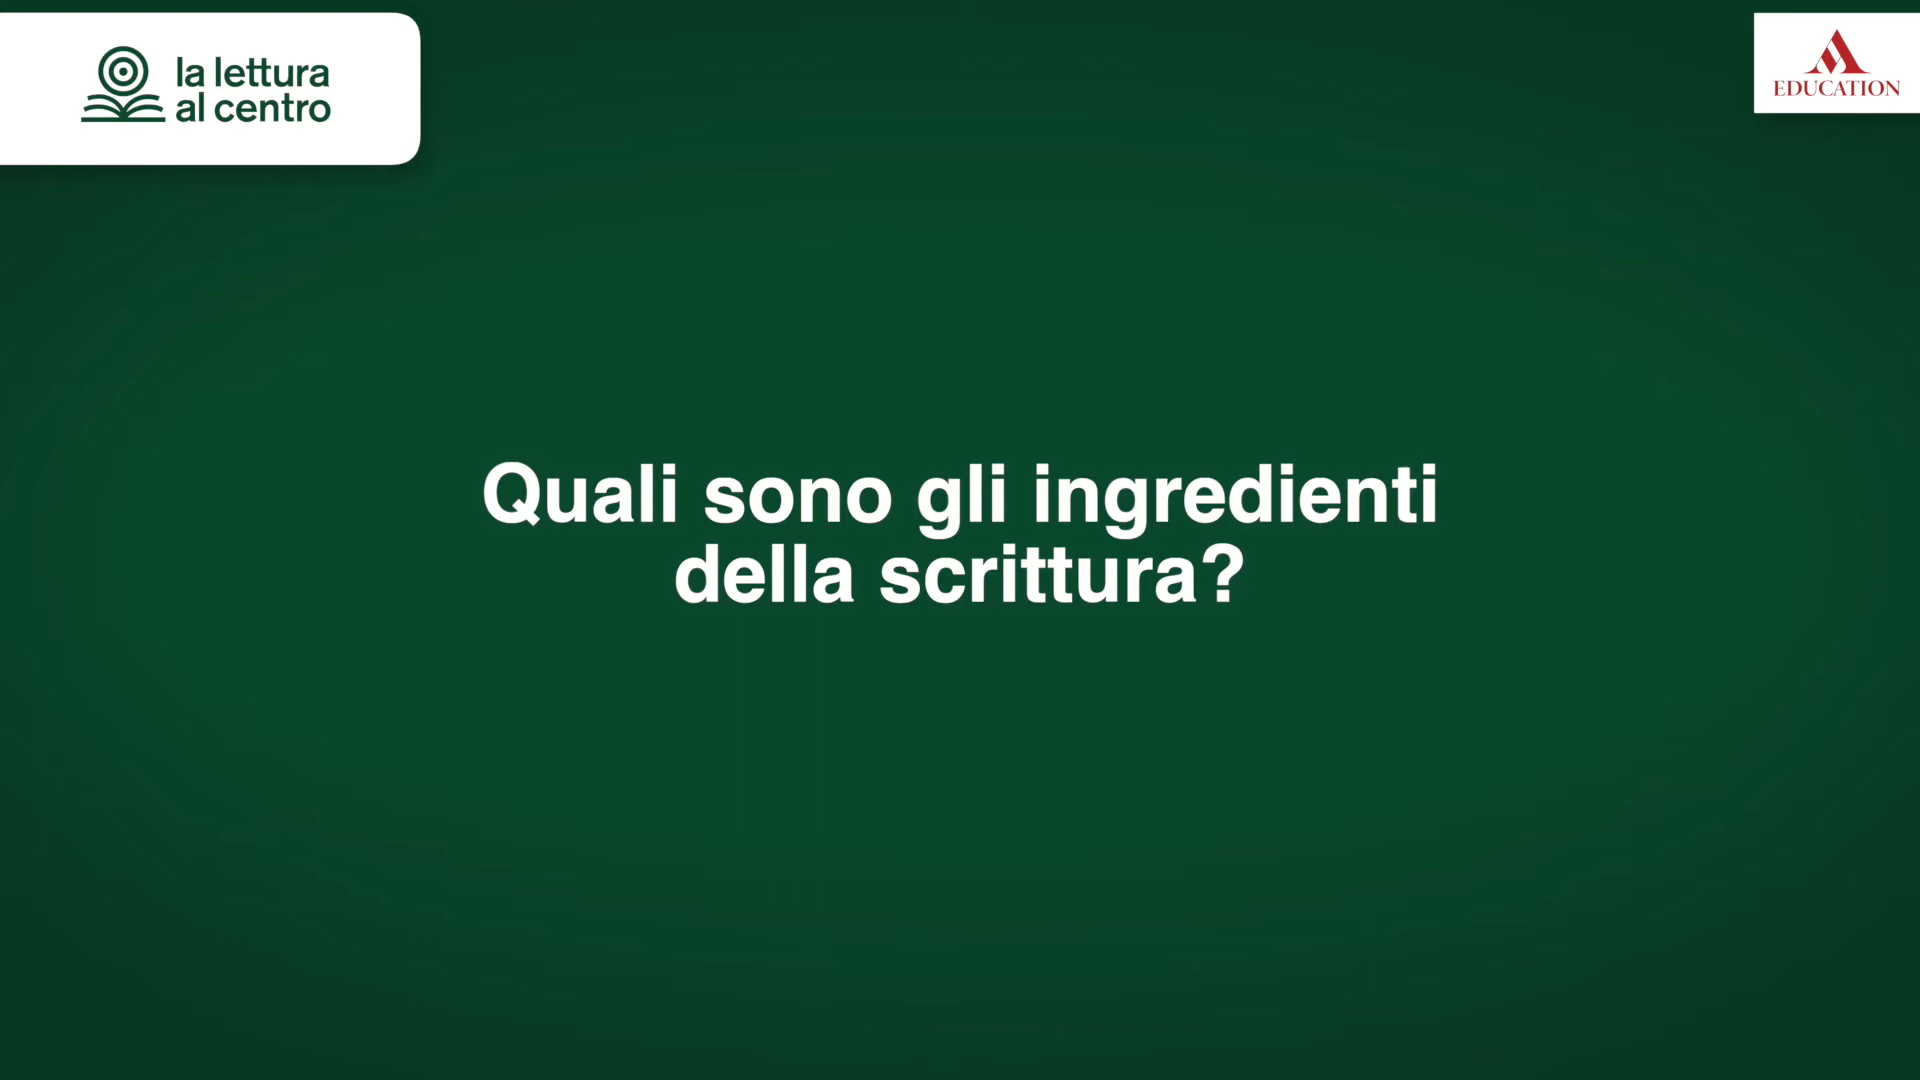 la lettura
al centro
EDUCATION
Quali sono gli ingredienti
della scrittura?